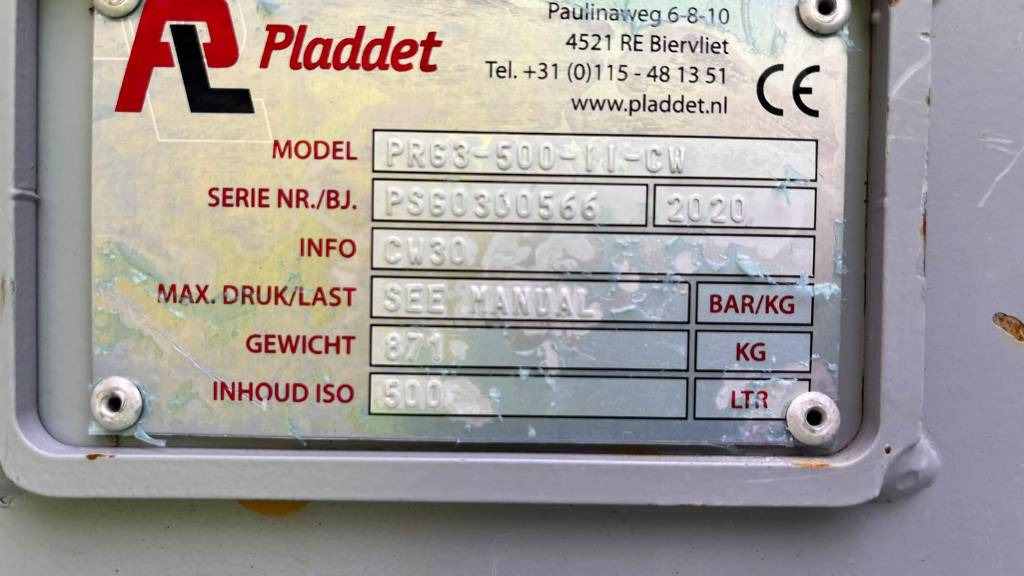 Paulinaweg 6-8-10
PL Pladdet
4521 RE Biervliet
Tel. +31 (0)115 - 48 13 51
www.pladdet.nl
CE
MODEL PRG3-500-II-CW
SERIE NR./BJ. PSG0300566 2020
INFO CW30
MAX. DRUK/LAST SEE MANUAL BAR/KG
GEWICHT 871 KG
INHOUD ISO 500 LTR